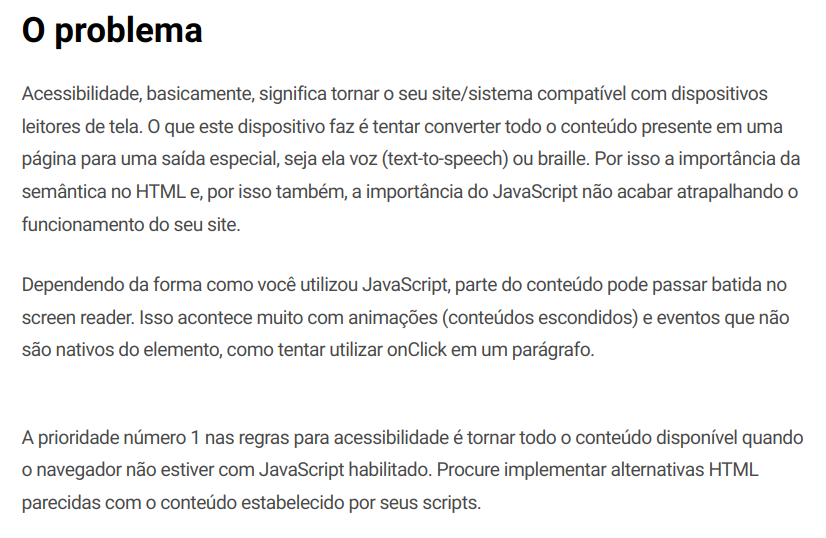 O problema
Acessibilidade, basicamente, significa tornar o seu site/sistema compatível com dispositivos
leitores de tela. O que este dispositivo faz é tentar converter todo o conteúdo presente em uma
página para uma saída especial, seja ela voz (text-to-speech) ou braille. Por isso a importância da
semântica no HTML e, por isso também, a importância do JavaScript não acabar atrapalhando o
funcionamento do seu site.
Dependendo da forma como você utilizou JavaScript, parte do conteúdo pode passar batida no
screen reader. Isso acontece muito com animações (conteúdos escondidos) e eventos que não
são nativos do elemento, como tentar utilizar onClick em um parágrafo.
A prioridade número 1 nas regras para acessibilidade é tornar todo o conteúdo disponível quando
o navegador não estiver com JavaScript habilitado. Procure implementar alternativas HTML
parecidas com o conteúdo estabelecido por seus scripts.